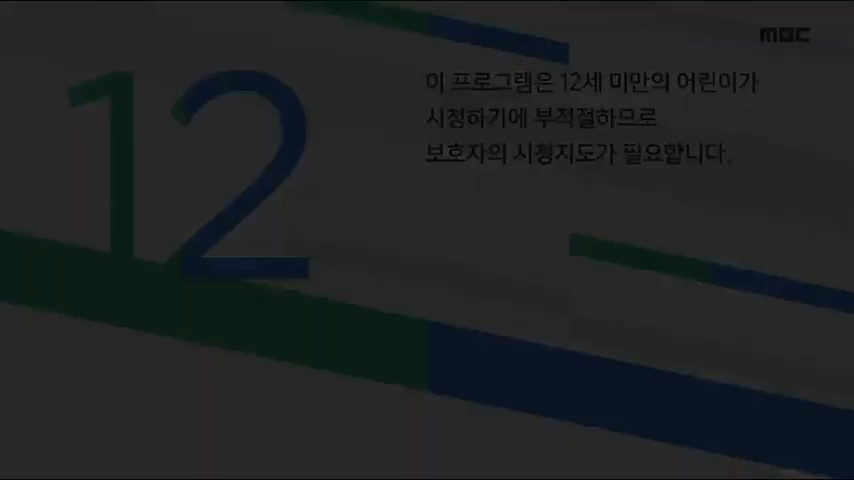 mbc
12
이 프로그램은 12세 미만의 어린이가
시청하기에 부적절하므로
보호자의 시청지도가 필요합니다.